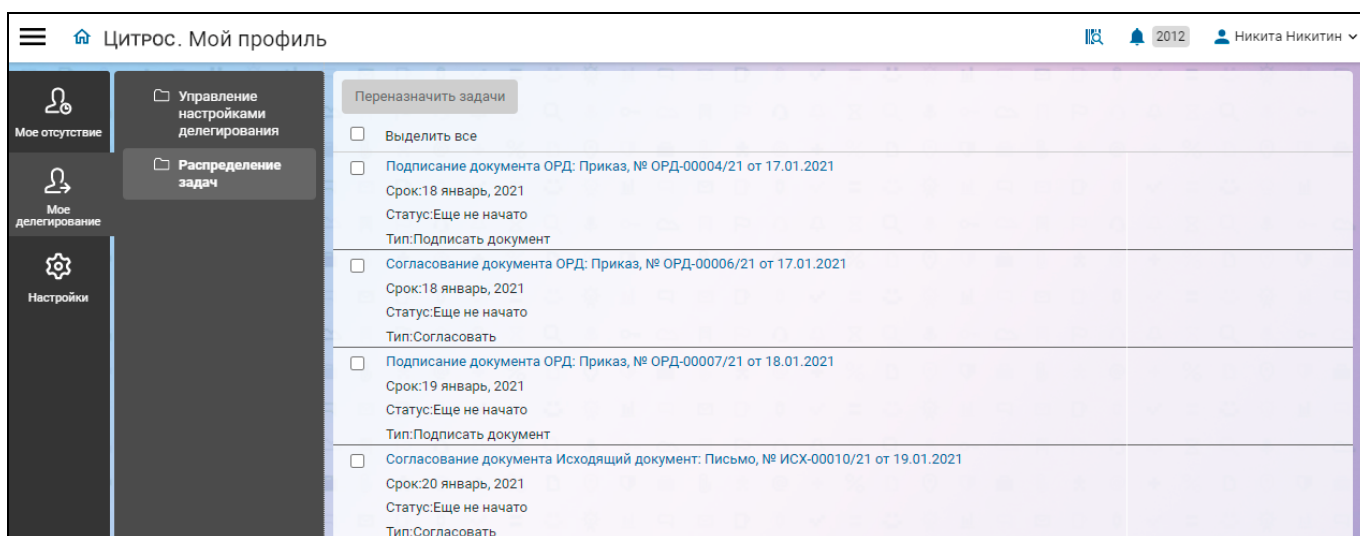 Цитрос. Мой профиль
2012
Никита Никитин
Мое отсутствие
Мое
делегирование
Настройки
Управление
настройками
делегирования
Распределение
задач
Переназначить задачи
Выделить все
Подписание документа ОРД: Приказ, № ОРД-00004/21 от 17.01.2021
Срок:18 январь, 2021
Статус:Еще не начато
Тип:Подписать документ
Согласование документа ОРД: Приказ, № ОРД-00006/21 от 17.01.2021
Срок:18 январь, 2021
Статус:Еще не начато
Тип:Согласовать
Подписание документа ОРД: Приказ, № ОРД-00007/21 от 18.01.2021
Срок:19 январь, 2021
Статус:Еще не начато
Тип:Подписать документ
Согласование документа Исходящий документ: Письмо, № ИСХ-00010/21 от 19.01.2021
Срок:20 январь, 2021
Статус:Еще не начато
Тип:Согласовать